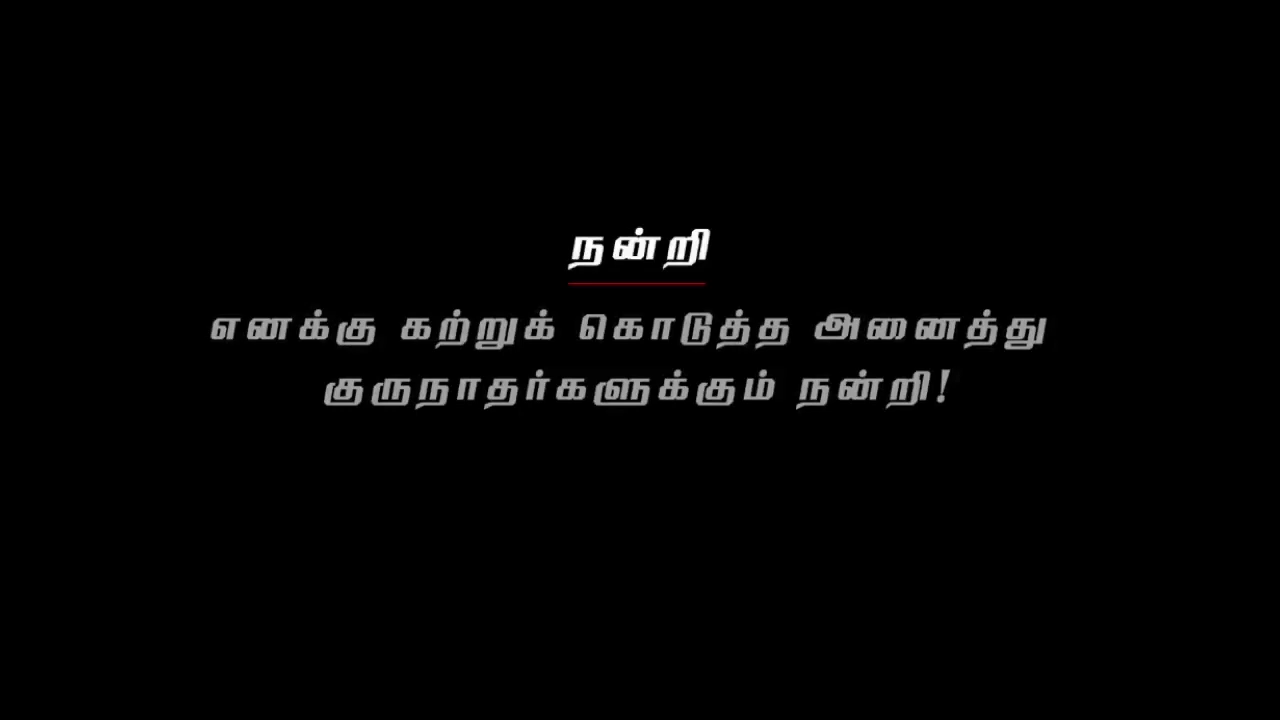 நன்றி
எனக்கு கற்றுக் கொடுத்த அனைத்து
குருநாதர்களுக்கும் நன்றி!